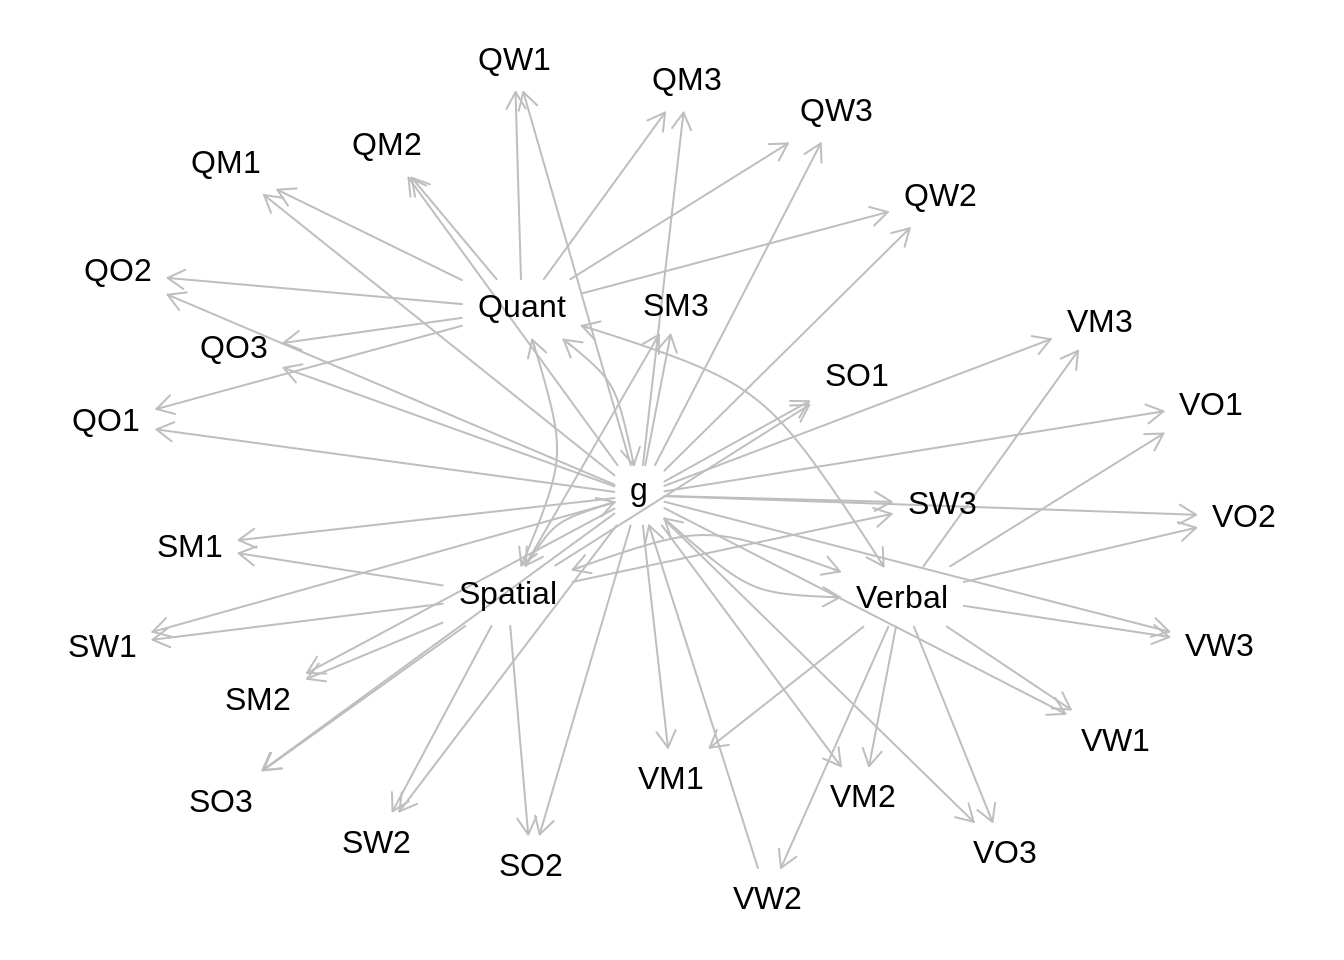 QW1
QM3
QW3
QM2
QM1
QW2
QO2
Quant
SM3
VM3
QO3
SO1
VO1
QO1
g
SW3
VO2
SM1
Spatial
Verbal
SW1
VW3
SM2
VW1
VM1
VM2
SO3
SW2
VO3
SO2
VW2